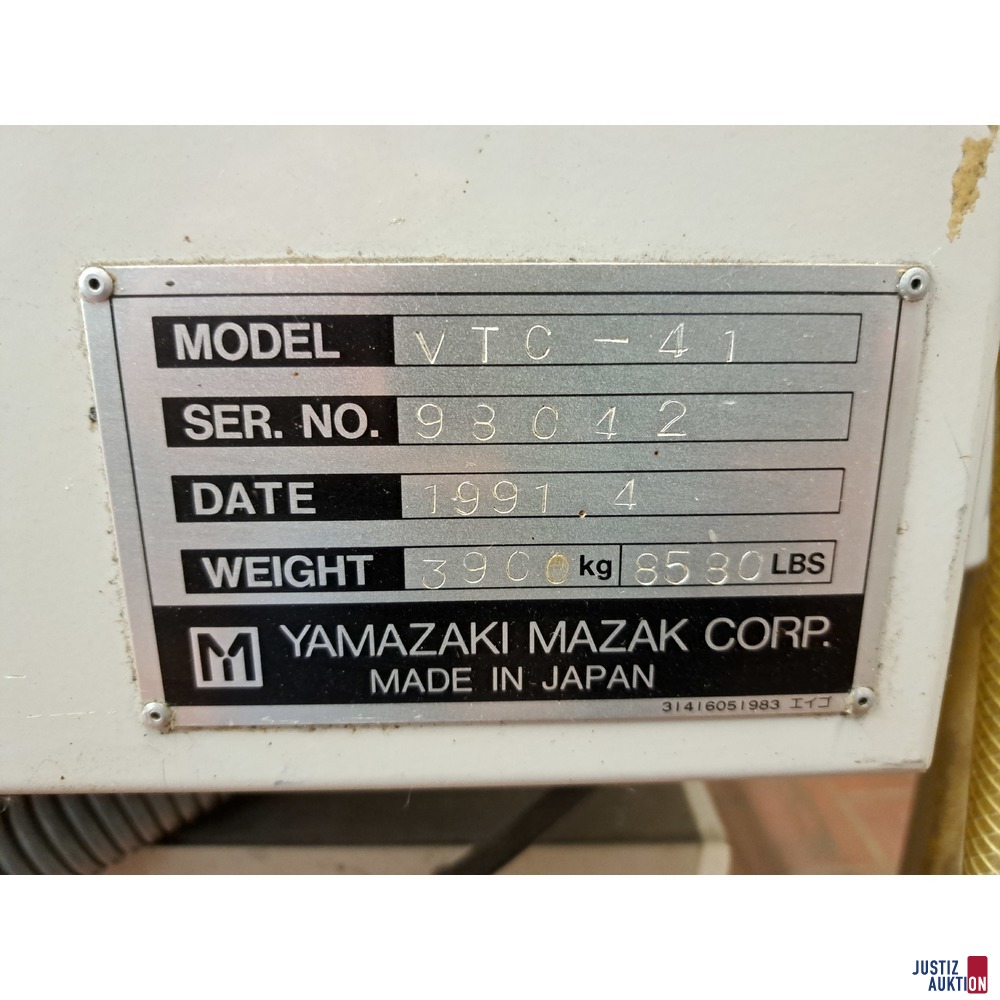 MODEL VTC-41
SER. NO. 98042
DATE 1991.4
WEIGHT 3900 kg 8580 LBS
YAMAZAKI MAZAK CORP.
MADE IN JAPAN
31416051983 エイゴ
JUSTIZ
AUKTION